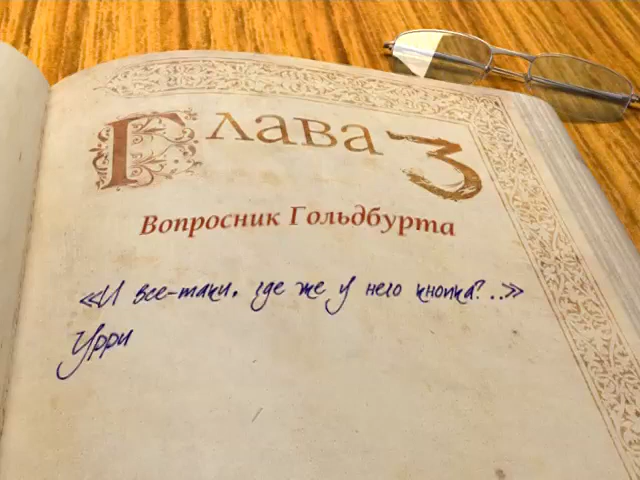 Глава 3
Вопросник Гольдбурта
«И все-таки, где же у него кнопка?..»
Урри